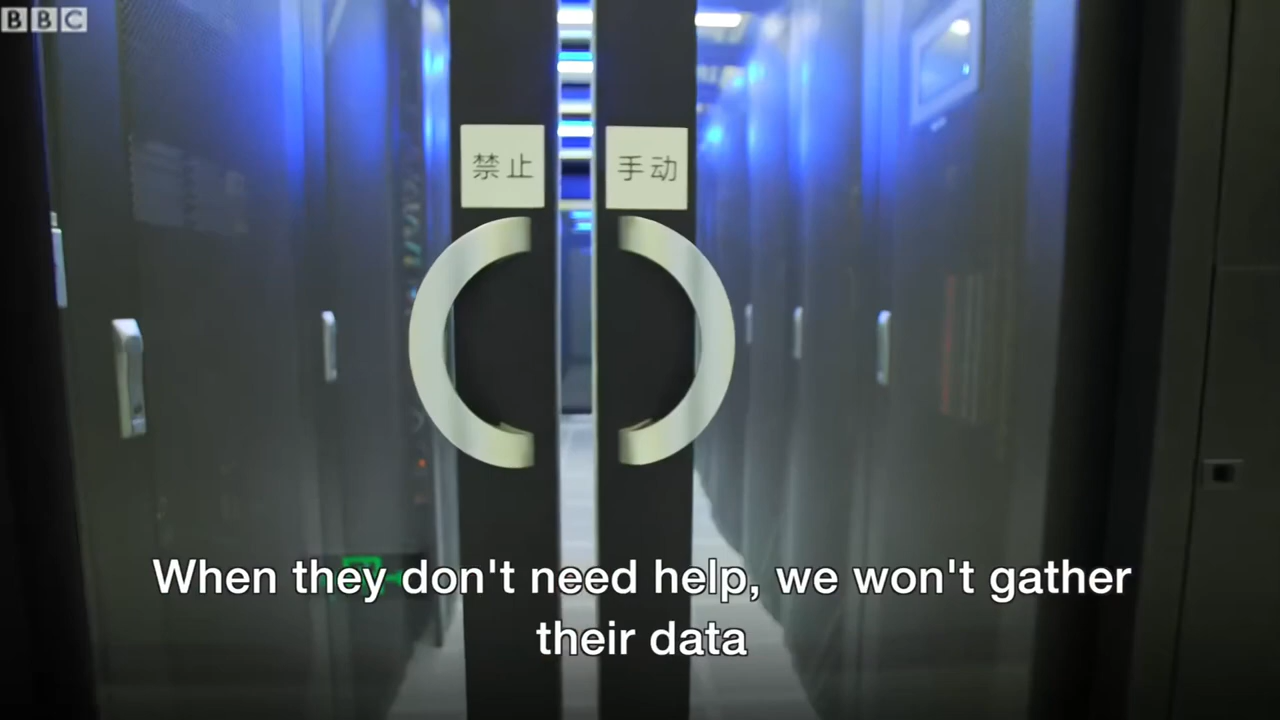 BBC
禁止
手动
When they don't need help, we won't gather
their data